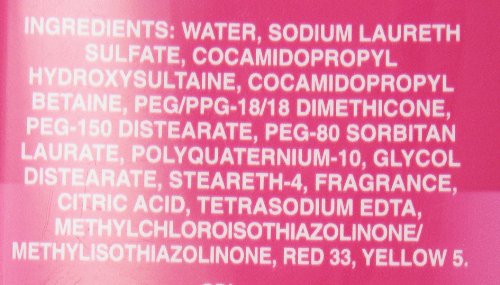 INGREDIENTS: WATER, SODIUM LAURETH
SULFATE, COCAMIDOPROPYL
HYDROXYSULTAINE, COCAMIDOPROPYL
BETAINE, PEG/PPG-18/18 DIMETHICONE,
PEG-150 DISTEARATE, PEG-80 SORBITAN
LAURATE, POLYQUATERNIUM-10, GLYCOL
DISTEARATE, STEARETH-4, FRAGRANCE,
CITRIC ACID, TETRASODIUM EDTA,
METHYLCHLOROISOTHIAZOLINONE/
METHYLISOTHIAZOLINONE, RED 33, YELLOW 5.